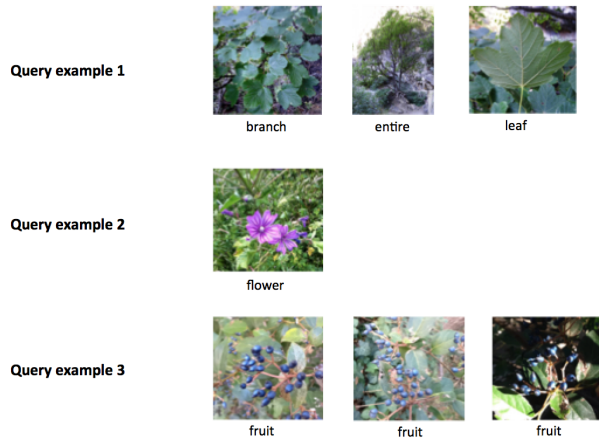 Query example 1
branch
entire
leaf
Query example 2
flower
Query example 3
fruit
fruit
fruit